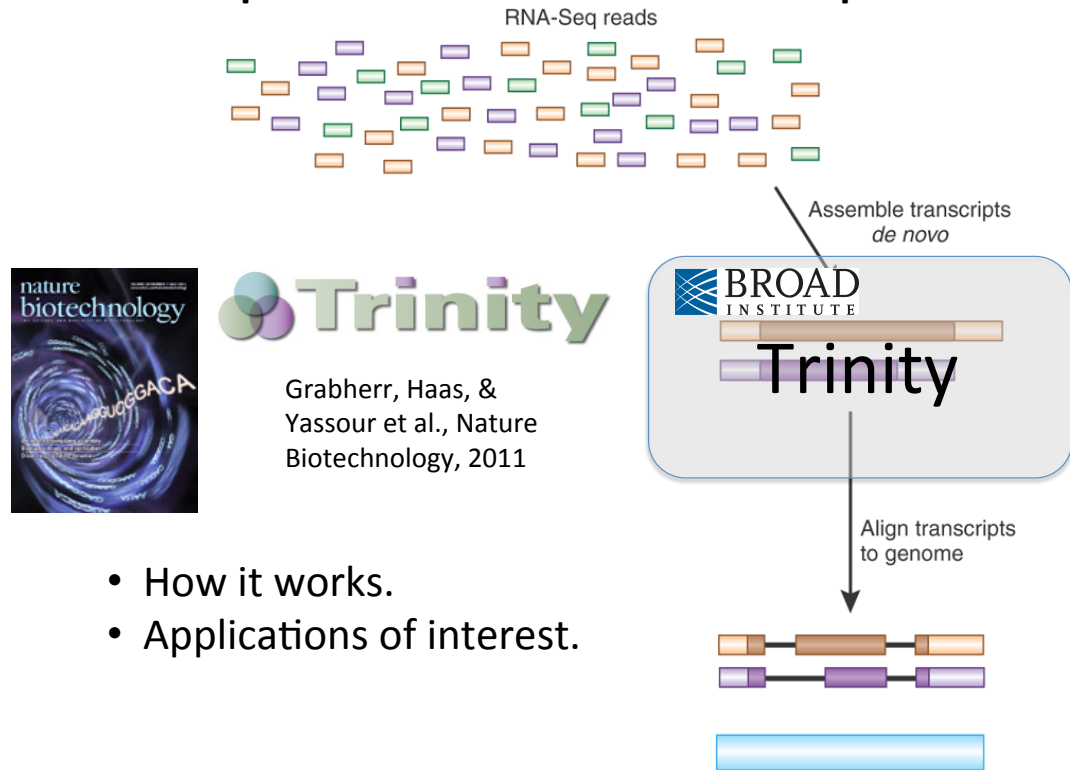 RNA-Seq reads
Assemble transcripts
de novo
nature
biotechnology
GGUCGGACA
Trinity
BROAD
INSTITUTE
Trinity
Grabherr, Haas, &
Yassour et al., Nature
Biotechnology, 2011
Align transcripts
to genome
• How it works.
• Applications of interest.